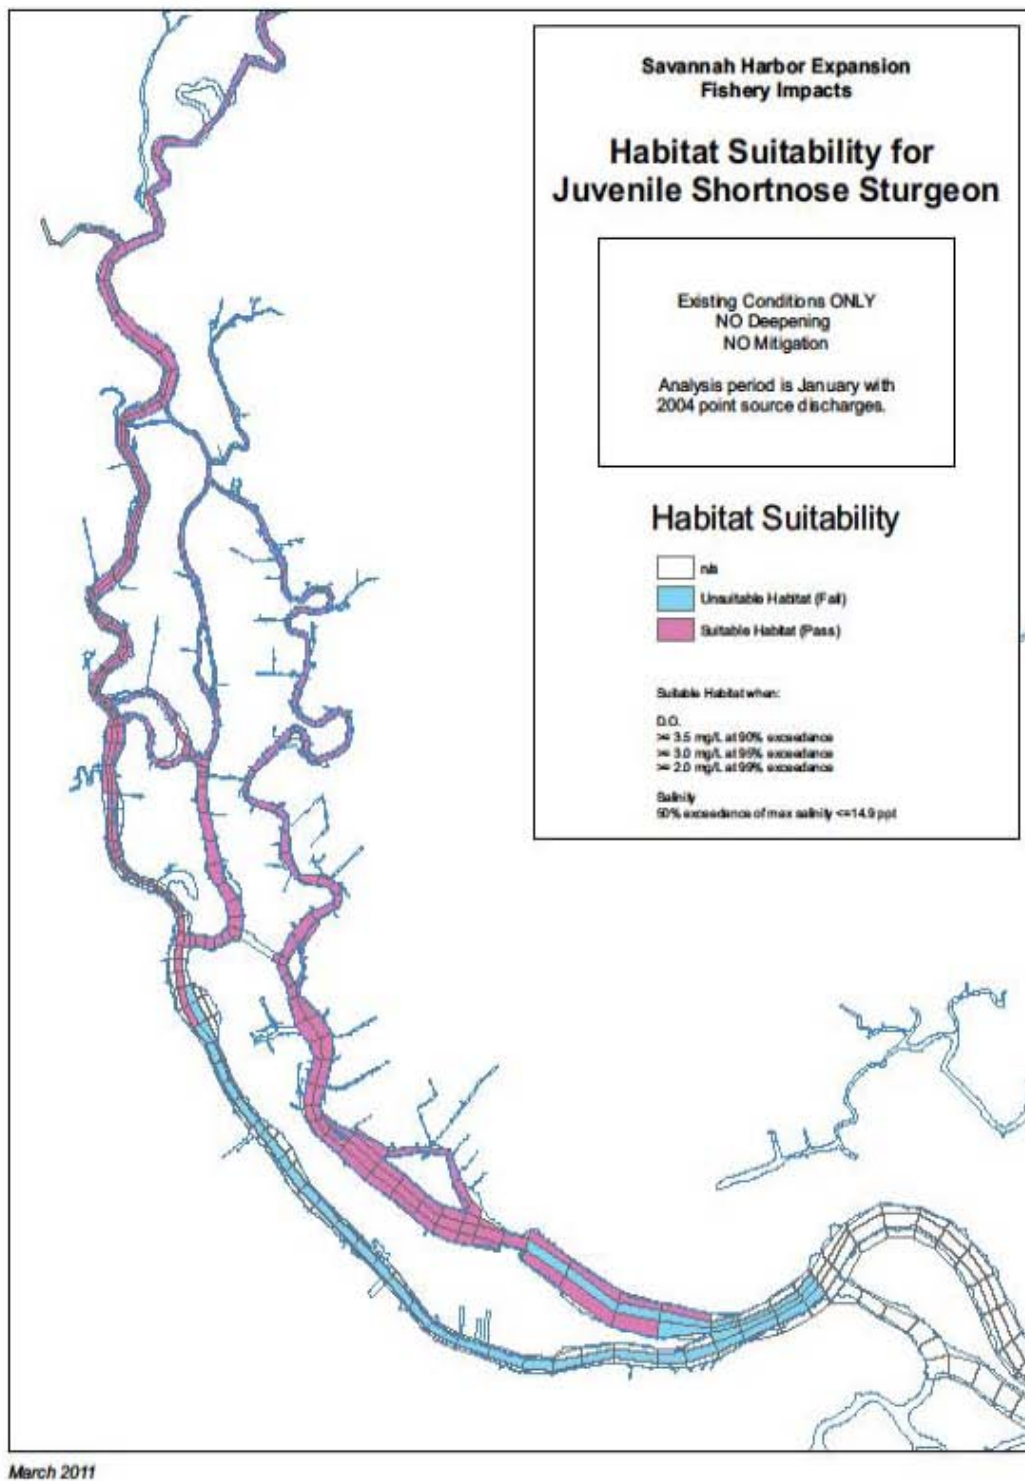 Savannah Harbor Expansion
Fishery Impacts
Habitat Suitability for
Juvenile Shortnose Sturgeon
Existing Conditions ONLY
NO Deepening
NO Mitigation
Analysis period is January with
2004 point source discharges.
Habitat Suitability
n/a
Unsuitable Habitat (Fail)
Suitable Habitat (Pass)
Suitable Habitat when:
D.O.
>= 3.5 mg/L at 90% exceedance
>= 3.0 mg/L at 95% exceedance
>= 2.0 mg/L at 99% exceedance
Salinity
50% exceedance of max salinity <=14.9 ppt
March 2011